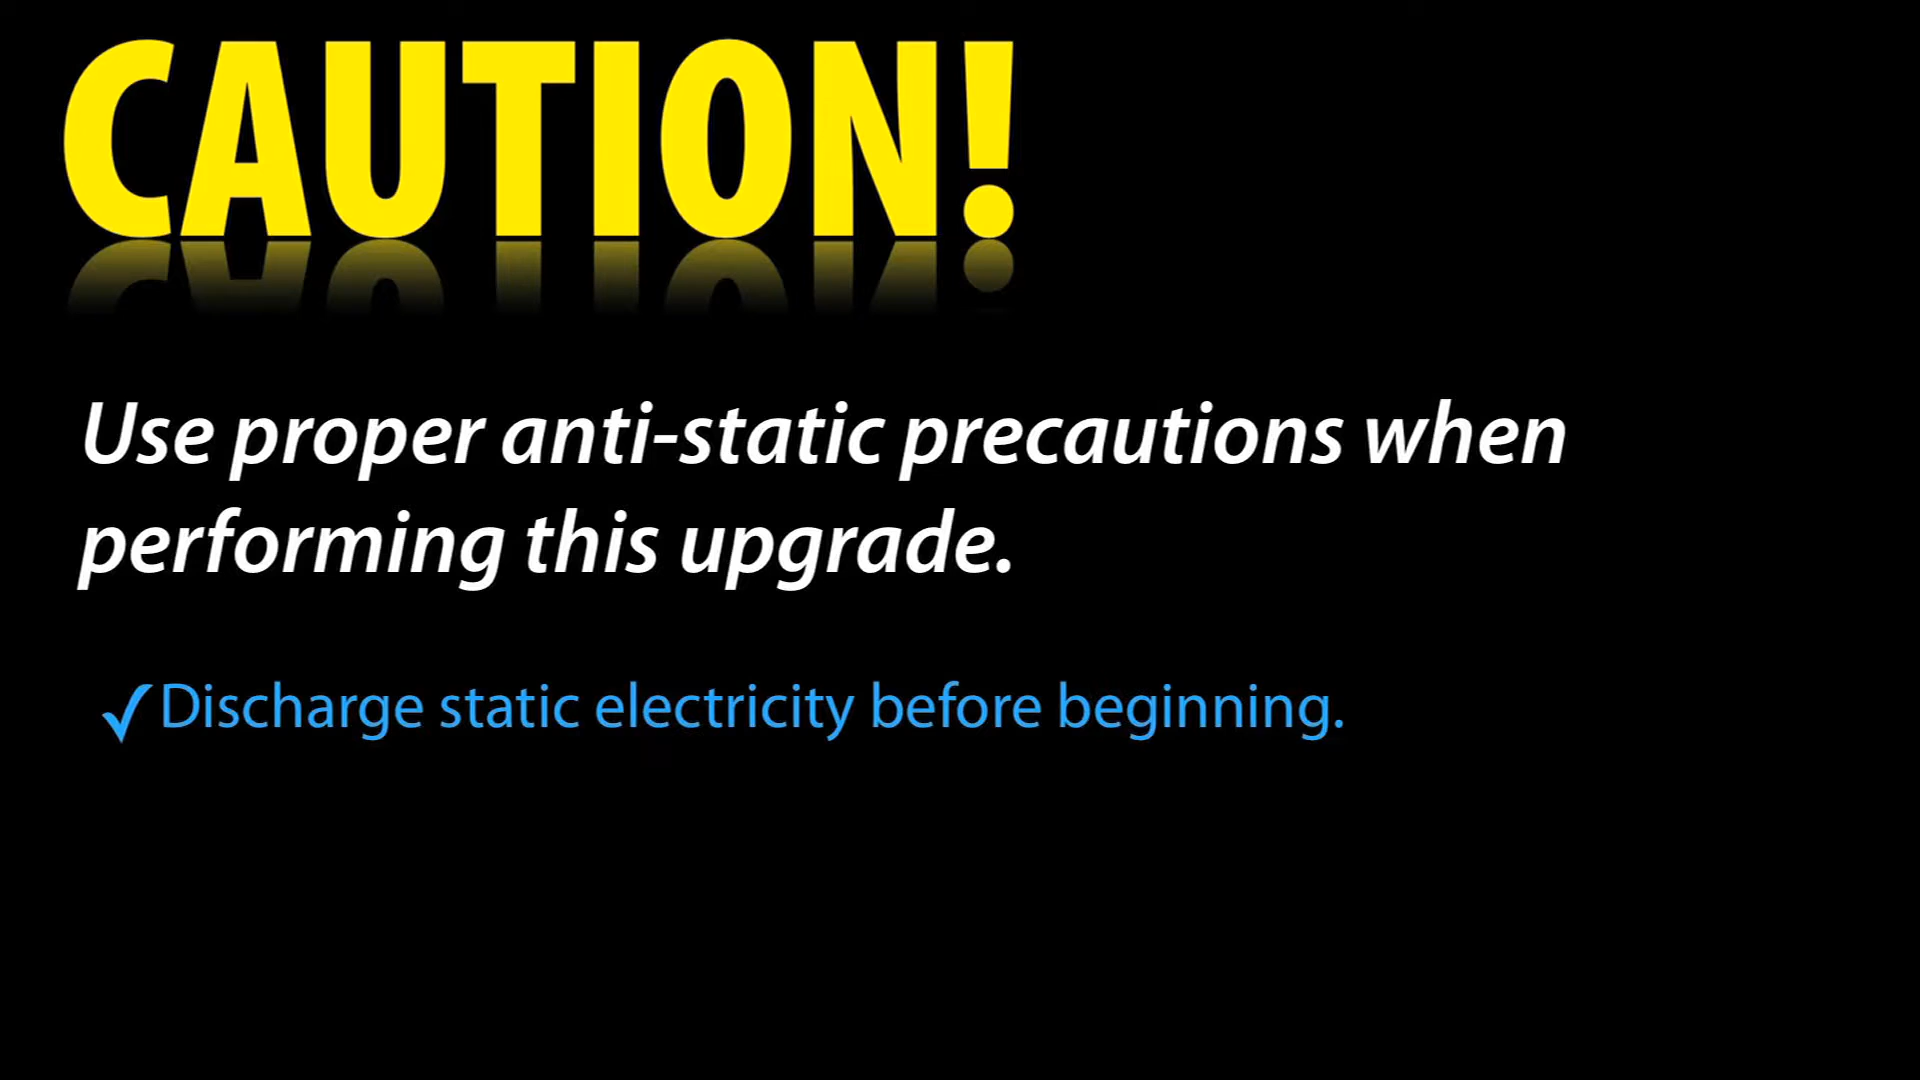 CAUTION!
Use proper anti-static precautions when
performing this upgrade.
✓Discharge static electricity before beginning.